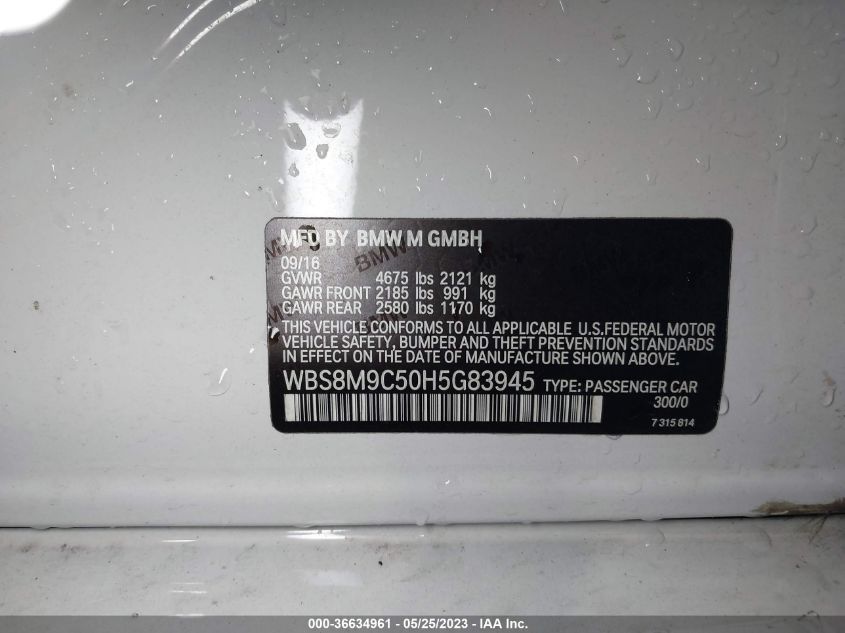 MFD BY BMW M GMBH
09/16
GVWR 4675 lbs 2121 kg
GAWR FRONT 2185 lbs 991 kg
GAWR REAR 2580 lbs 1170 kg
THIS VEHICLE CONFORMS TO ALL APPLICABLE U.S.FEDERAL MOTOR
VEHICLE SAFETY, BUMPER AND THEFT PREVENTION STANDARDS
IN EFFECT ON THE DATE OF MANUFACTURE SHOWN ABOVE.
WBS8M9C50H5G83945 TYPE: PASSENGER CAR
300/0
7 315 814
000-36634961 - 05/25/2023 - © IAA Inc.